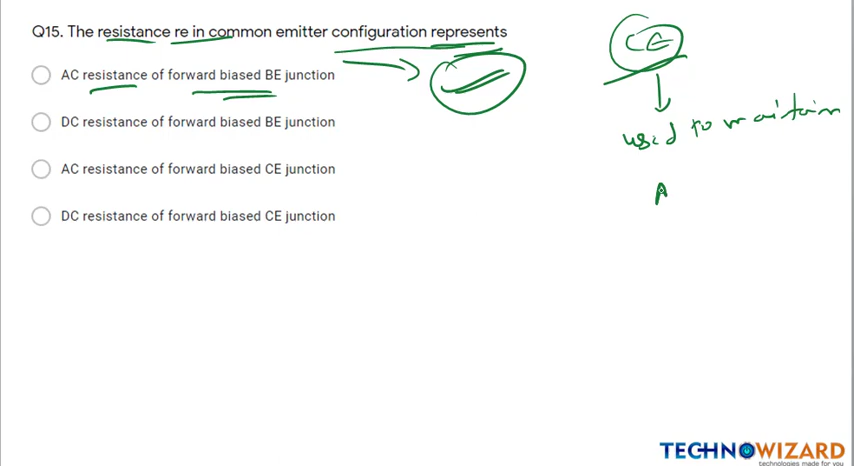 Q15. The resistance re in common emitter configuration represents
AC resistance of forward biased BE junction
DC resistance of forward biased BE junction
AC resistance of forward biased CE junction
DC resistance of forward biased CE junction
CE
used to maintain
A
TECHNOWIZARD
technologies made for you